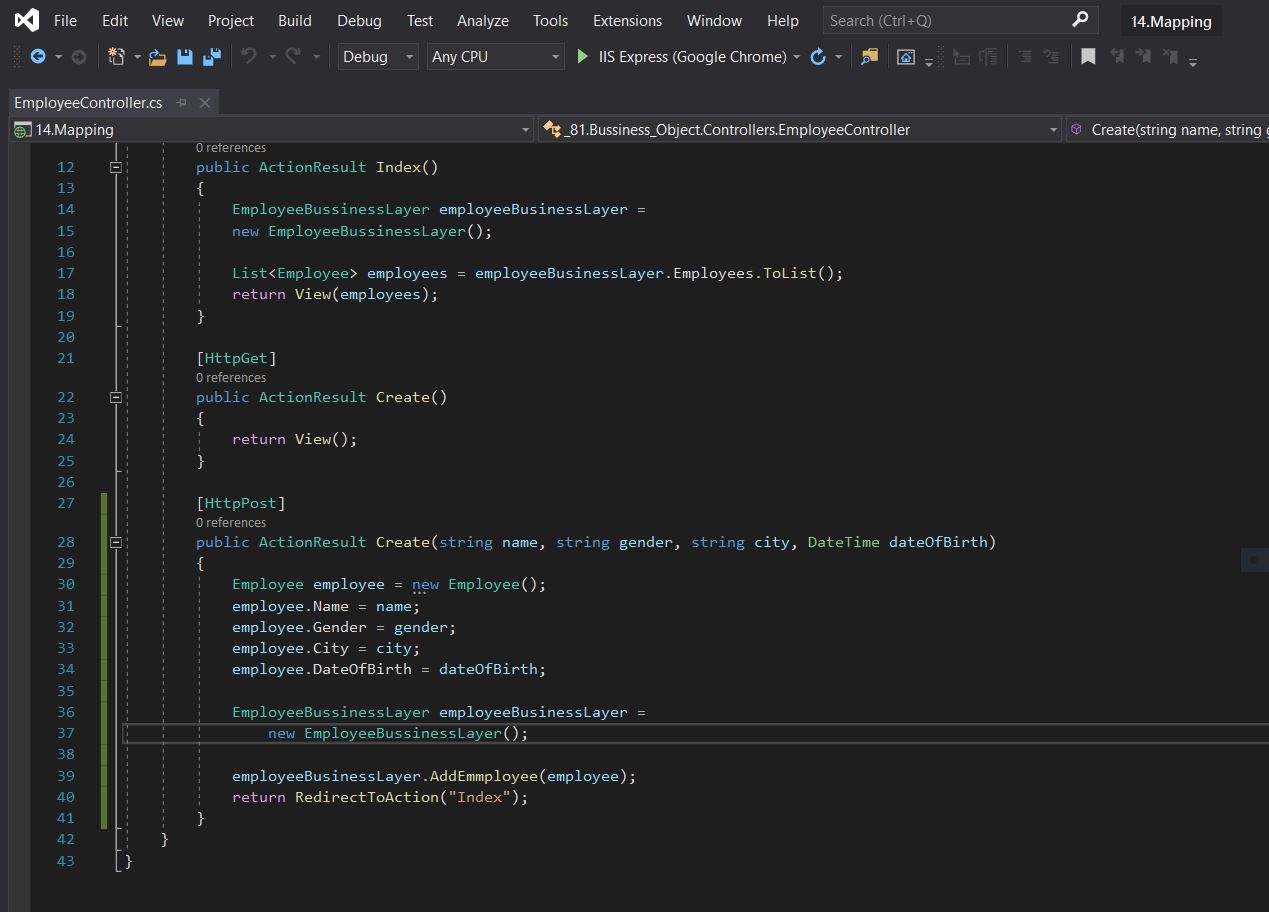 File Edit View Project Build Debug Test Analyze Tools Extensions Window Help Search (Ctrl+Q) 14.Mapping
Debug Any CPU IIS Express (Google Chrome)
EmployeeController.cs
14.Mapping _81.Bussiness_Object.Controllers.EmployeeController Create(string name, string g
0 references
12 public ActionResult Index()
13 {
14 EmployeeBussinessLayer employeeBusinessLayer =
15 new EmployeeBussinessLayer();
16
17 List<Employee> employees = employeeBusinessLayer.Employees.ToList();
18 return View(employees);
19 }
20
21 [HttpGet]
0 references
22 public ActionResult Create()
23 {
24 return View();
25 }
26
27 [HttpPost]
0 references
28 public ActionResult Create(string name, string gender, string city, DateTime dateOfBirth)
29 {
30 Employee employee = new Employee();
31 employee.Name = name;
32 employee.Gender = gender;
33 employee.City = city;
34 employee.DateOfBirth = dateOfBirth;
35
36 EmployeeBussinessLayer employeeBusinessLayer =
37 new EmployeeBussinessLayer();
38
39 employeeBusinessLayer.AddEmmployee(employee);
40 return RedirectToAction("Index");
41 }
42 }
43 }